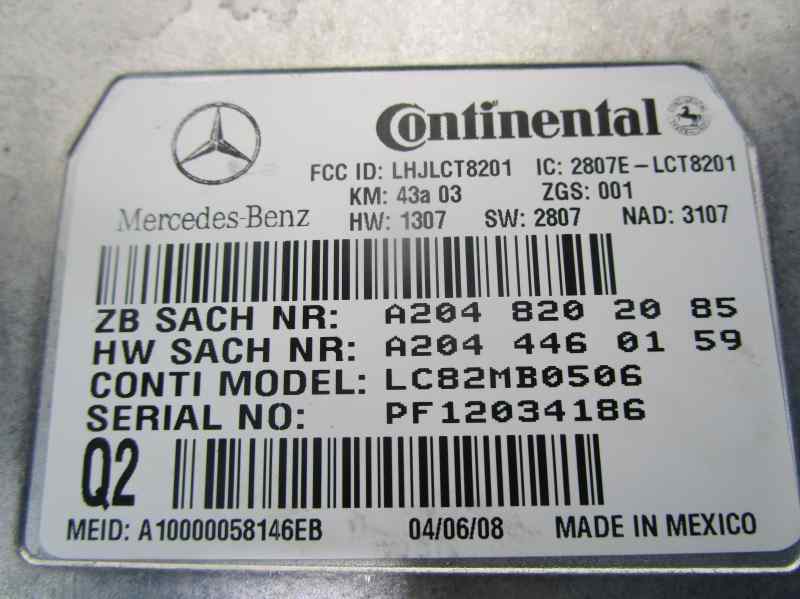 Continental
FCC ID: LHJLCT8201 IC: 2807E-LCT8201
KM: 43a 03 ZGS: 001
Mercedes-Benz HW: 1307 SW: 2807 NAD: 3107
ZB SACH NR: A204 820 20 85
HW SACH NR: A204 446 01 59
CONTI MODEL: LC82MB0506
SERIAL NO: PF12034186
Q2
MEID: A10000058146EB 04/06/08 MADE IN MEXICO